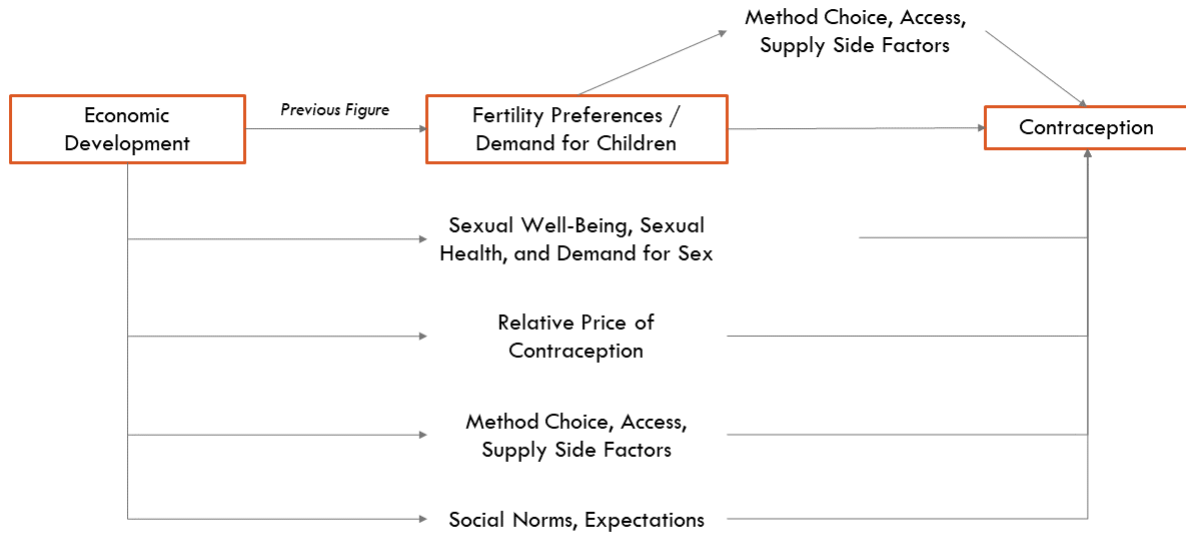 Method Choice, Access,
Supply Side Factors
Economic
Development
Previous Figure
Fertility Preferences /
Demand for Children
Contraception
Sexual Well-Being, Sexual
Health, and Demand for Sex
Relative Price of
Contraception
Method Choice, Access,
Supply Side Factors
Social Norms, Expectations